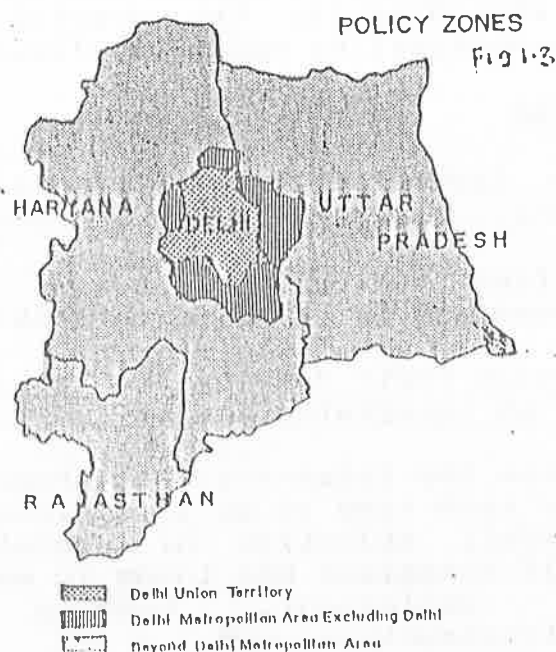 POLICY ZONES
Fig 1.3
HARYANA
DELHI
UTTAR
PRADESH
RAJASTHAN
Delhi Union Territory
Delhi Metropolitan Area Excluding Delhi
Beyond Delhi Metropolitan Area